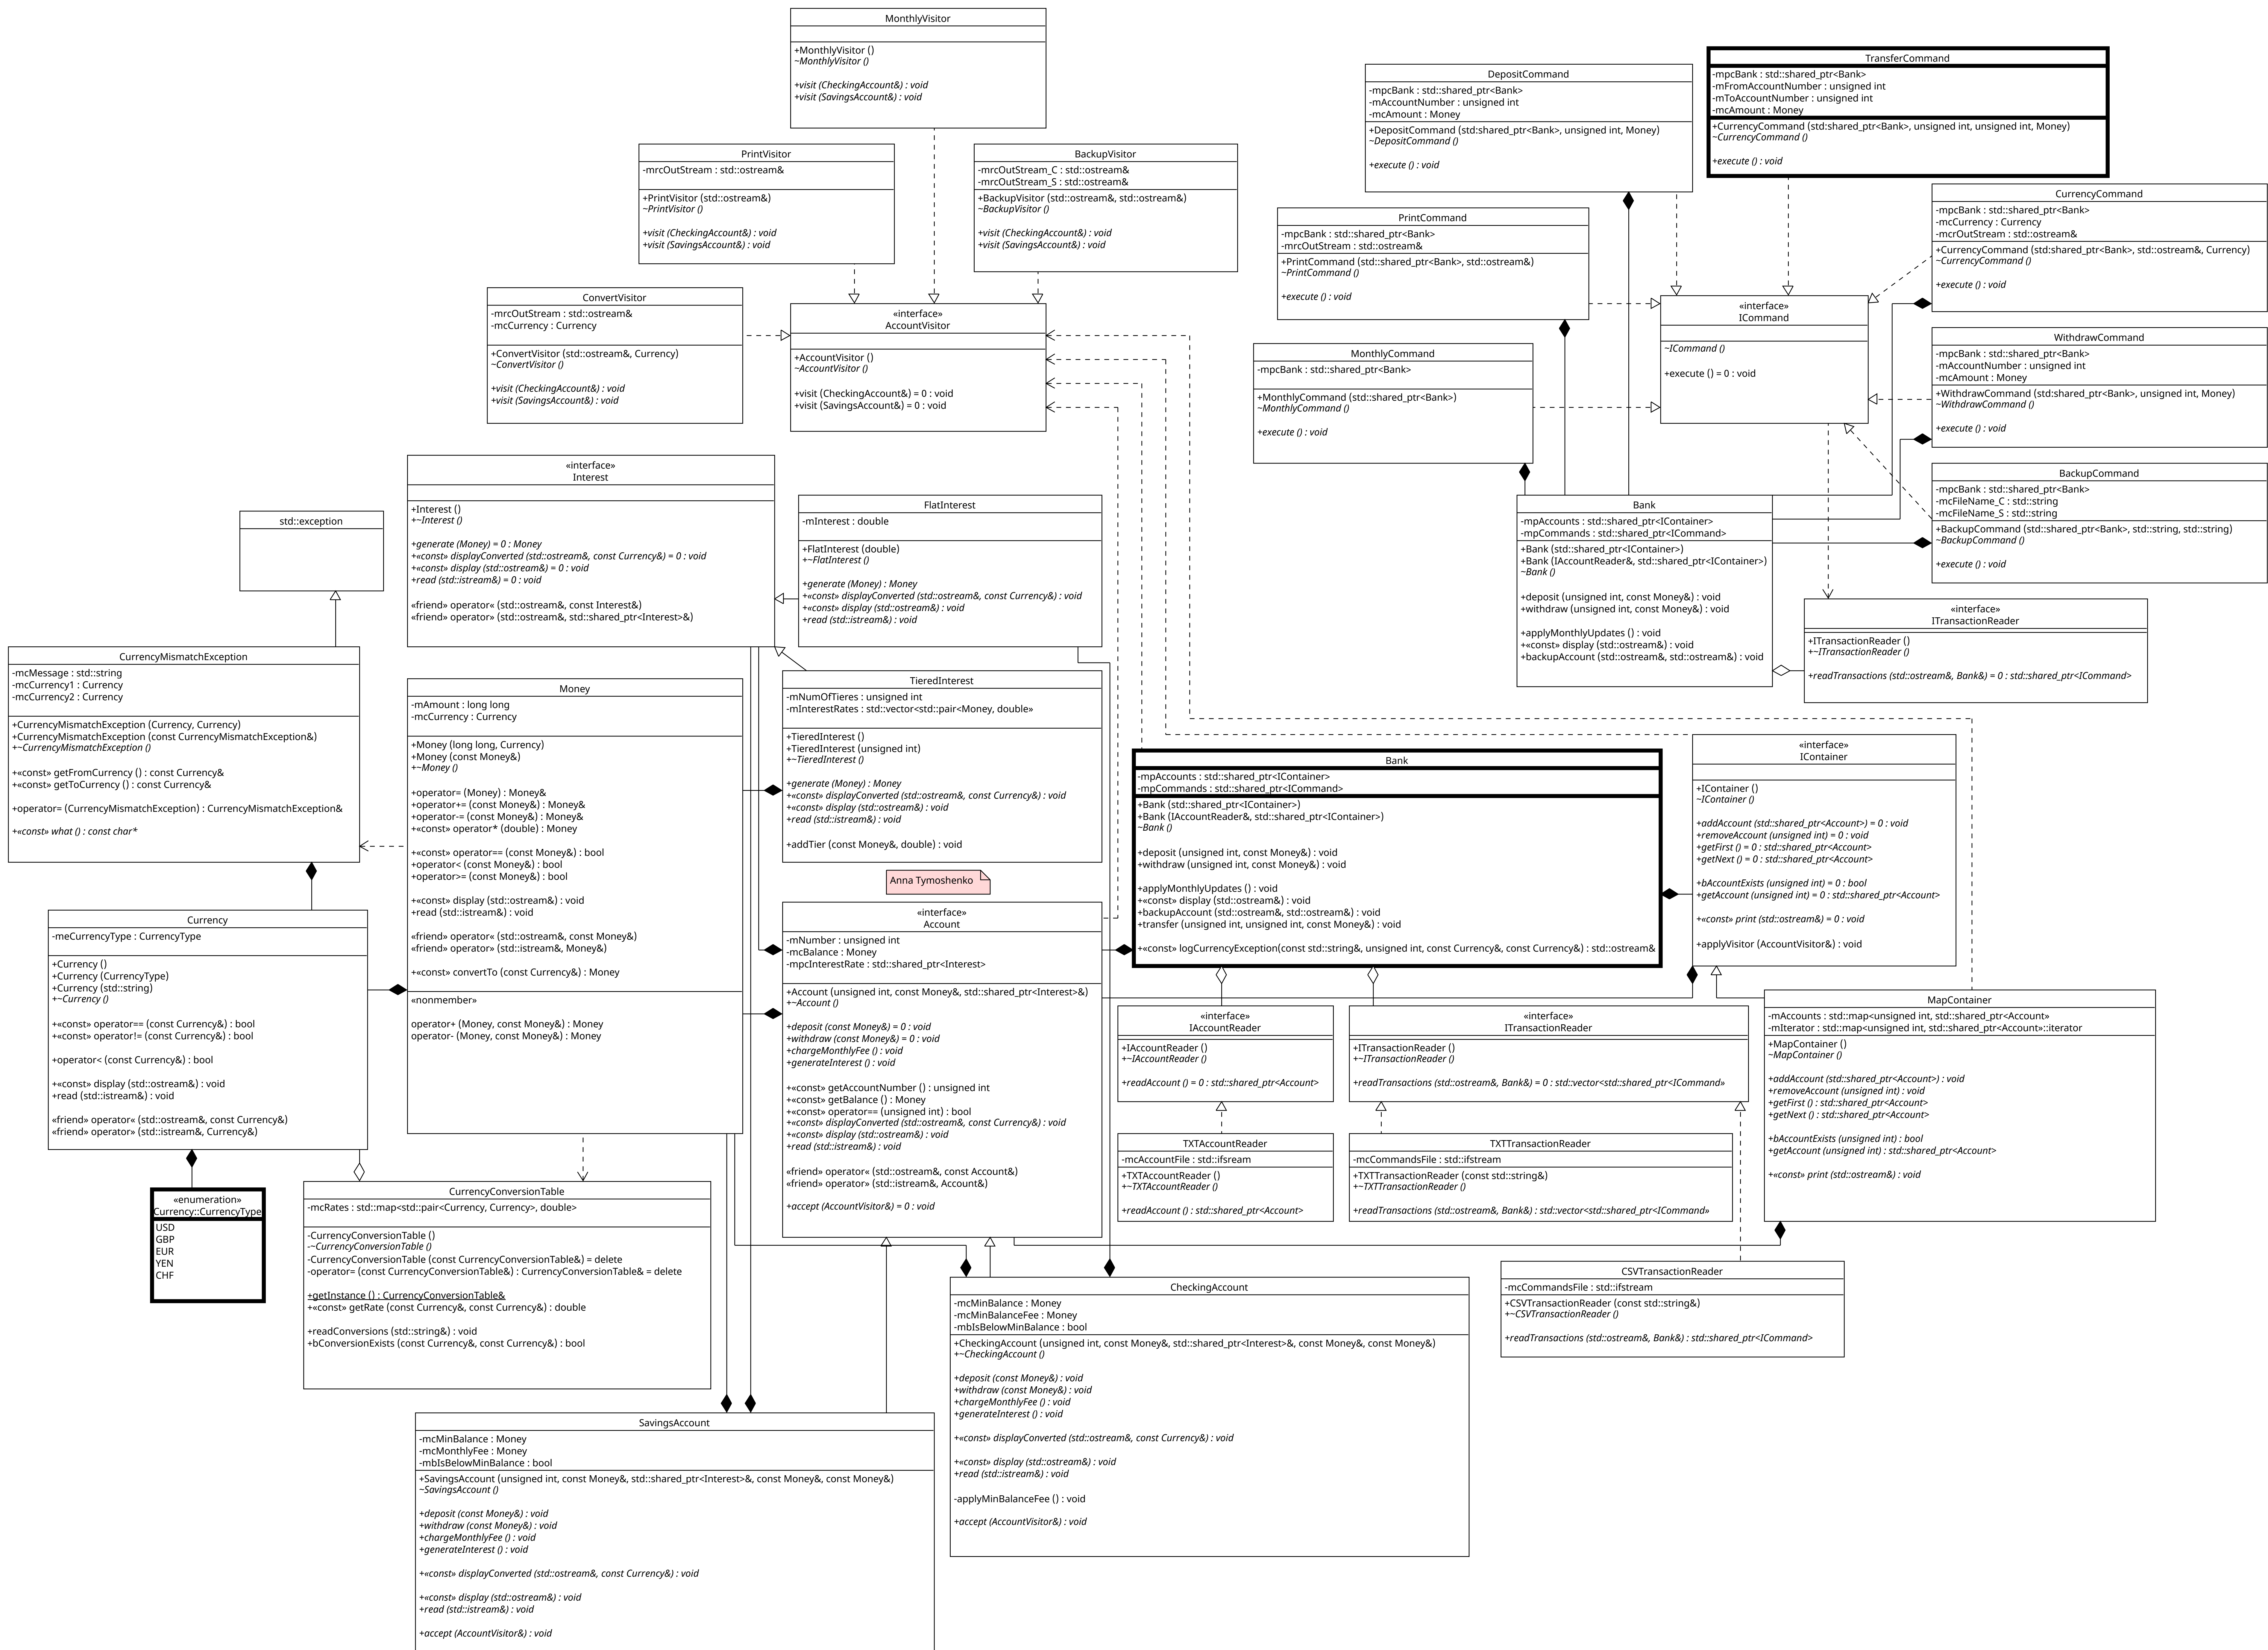 MonthlyVisitor
+MonthlyVisitor ()
~MonthlyVisitor ()
+visit (CheckingAccount&) : void
+visit (SavingsAccount&) : void
PrintVisitor
-mrcOutStream : std::ostream&
+PrintVisitor (std::ostream&)
~PrintVisitor ()
+visit (CheckingAccount&) : void
+visit (SavingsAccount&) : void
BackupVisitor
-mrcOutStream_C : std::ostream&
-mrcOutStream_S : std::ostream&
+BackupVisitor (std::ostream&, std::ostream&)
~BackupVisitor ()
+visit (CheckingAccount&) : void
+visit (SavingsAccount&) : void
ConvertVisitor
-mrcOutStream : std::ostream&
-mcCurrency : Currency
+ConvertVisitor (std::ostream&, Currency)
~ConvertVisitor ()
+visit (CheckingAccount&) : void
+visit (SavingsAccount&) : void
«interface»
AccountVisitor
+AccountVisitor ()
~AccountVisitor ()
+visit (CheckingAccount&) = 0 : void
+visit (SavingsAccount&) = 0 : void
DepositCommand
-mpcBank : std::shared_ptr<Bank>
-mAccountNumber : unsigned int
-mcAmount : Money
+DepositCommand (std:shared_ptr<Bank>, unsigned int, Money)
~DepositCommand ()
+execute () : void
TransferCommand
-mpcBank : std::shared_ptr<Bank>
-mFromAccountNumber : unsigned int
-mToAccountNumber : unsigned int
-mcAmount : Money
+CurrencyCommand (std:shared_ptr<Bank>, unsigned int, unsigned int, Money)
~CurrencyCommand ()
+execute () : void
PrintCommand
-mpcBank : std::shared_ptr<Bank>
-mrcOutStream : std::ostream&
+PrintCommand (std::shared_ptr<Bank>, std::ostream&)
~PrintCommand ()
+execute () : void
CurrencyCommand
-mpcBank : std::shared_ptr<Bank>
-mcCurrency : Currency
-mcrOutStream : std::ostream&
+CurrencyCommand (std:shared_ptr<Bank>, std::ostream&, Currency)
~CurrencyCommand ()
+execute () : void
«interface»
ICommand
~ICommand ()
+execute () = 0 : void
MonthlyCommand
-mpcBank : std::shared_ptr<Bank>
+MonthlyCommand (std::shared_ptr<Bank>)
~MonthlyCommand ()
+execute () : void
WithdrawCommand
-mpcBank : std::shared_ptr<Bank>
-mAccountNumber : unsigned int
-mcAmount : Money
+WithdrawCommand (std:shared_ptr<Bank>, unsigned int, Money)
~WithdrawCommand ()
+execute () : void
BackupCommand
-mpcBank : std::shared_ptr<Bank>
-mcFileName_C : std::string
-mcFileName_S : std::string
+BackupCommand (std::shared_ptr<Bank>, std::string, std::string)
~BackupCommand ()
+execute () : void
Bank
-mpAccounts : std::shared_ptr<IContainer>
-mpCommands : std::shared_ptr<ICommand>
+Bank (std::shared_ptr<IContainer>)
+Bank (IAccountReader&, std::shared_ptr<IContainer>)
~Bank ()
+deposit (unsigned int, const Money&) : void
+withdraw (unsigned int, const Money&) : void
+applyMonthlyUpdates () : void
+«const» display (std::ostream&) : void
+backupAccount (std::ostream&, std::ostream&) : void
«interface»
ITransactionReader
+ITransactionReader ()
+~ITransactionReader ()
+readTransactions (std::ostream&, Bank&) = 0 : std::shared_ptr<ICommand>
std::exception
«interface»
Interest
+Interest ()
+~Interest ()
+generate (Money) = 0 : Money
+«const» displayConverted (std::ostream&, const Currency&) = 0 : void
+«const» display (std::ostream&) = 0 : void
+read (std::istream&) = 0 : void
«friend» operator« (std::ostream&, const Interest&)
«friend» operator» (std::ostream&, std::shared_ptr<Interest>&)
FlatInterest
-mInterest : double
+FlatInterest (double)
+~FlatInterest ()
+generate (Money) : Money
+«const» displayConverted (std::ostream&, const Currency&) : void
+«const» display (std::ostream&) : void
+read (std::istream&) : void
CurrencyMismatchException
-mcMessage : std::string
-mcCurrency1 : Currency
-mcCurrency2 : Currency
+CurrencyMismatchException (Currency, Currency)
+CurrencyMismatchException (const CurrencyMismatchException&)
+~CurrencyMismatchException ()
+«const» getFromCurrency () : const Currency&
+«const» getToCurrency () : const Currency&
+operator= (CurrencyMismatchException) : CurrencyMismatchException&
+«const» what () : const char*
Money
-mAmount : long long
-mcCurrency : Currency
+Money (long long, Currency)
+Money (const Money&)
+~Money ()
+operator= (Money) : Money&
+operator+= (const Money&) : Money&
+operator-= (const Money&) : Money&
+«const» operator* (double) : Money
+«const» operator== (const Money&) : bool
+operator< (const Money&) : bool
+operator>= (const Money&) : bool
+«const» display (std::ostream&) : void
+read (std::istream&) : void
«friend» operator« (std::ostream&, const Money&)
«friend» operator» (std::istream&, Money&)
+«const» convertTo (const Currency&) : Money
«nonmember»
operator+ (Money, const Money&) : Money
operator- (Money, const Money&) : Money
TieredInterest
-mNumOfTieres : unsigned int
-mInterestRates : std::vector<std::pair<Money, double»
+TieredInterest ()
+TieredInterest (unsigned int)
+~TieredInterest ()
+generate (Money) : Money
+«const» displayConverted (std::ostream&, const Currency&) : void
+«const» display (std::ostream&) : void
+read (std::istream&) : void
+addTier (const Money&, double) : void
Anna Tymoshenko
Bank
-mpAccounts : std::shared_ptr<IContainer>
-mpCommands : std::shared_ptr<ICommand>
+Bank (std::shared_ptr<IContainer>)
+Bank (IAccountReader&, std::shared_ptr<IContainer>)
~Bank ()
+deposit (unsigned int, const Money&) : void
+withdraw (unsigned int, const Money&) : void
+applyMonthlyUpdates () : void
+«const» display (std::ostream&) : void
+backupAccount (std::ostream&, std::ostream&) : void
+transfer (unsigned int, unsigned int, const Money&) : void
+«const» logCurrencyException(const std::string&, unsigned int, const Currency&, const Currency&) : std::ostream&
«interface»
IContainer
+IContainer ()
~IContainer ()
+addAccount (std::shared_ptr<Account>) = 0 : void
+removeAccount (unsigned int) = 0 : void
+getFirst () = 0 : std::shared_ptr<Account>
+getNext () = 0 : std::shared_ptr<Account>
+bAccountExists (unsigned int) = 0 : bool
+getAccount (unsigned int) = 0 : std::shared_ptr<Account>
+«const» print (std::ostream&) = 0 : void
+applyVisitor (AccountVisitor&) : void
Currency
-meCurrencyType : CurrencyType
+Currency ()
+Currency (CurrencyType)
+Currency (std::string)
+~Currency ()
+«const» operator== (const Currency&) : bool
+«const» operator!= (const Currency&) : bool
+operator< (const Currency&) : bool
+«const» display (std::ostream&) : void
+read (std::istream&) : void
«friend» operator« (std::ostream&, const Currency&)
«friend» operator» (std::istream&, Currency&)
«interface»
Account
-mNumber : unsigned int
-mcBalance : Money
-mpcInterestRate : std::shared_ptr<Interest>
+Account (unsigned int, const Money&, std::shared_ptr<Interest>&)
+~Account ()
+deposit (const Money&) = 0 : void
+withdraw (const Money&) = 0 : void
+chargeMonthlyFee () : void
+generateInterest () : void
+«const» getAccountNumber () : unsigned int
+«const» getBalance () : Money
+«const» operator== (unsigned int) : bool
+«const» displayConverted (std::ostream&, const Currency&) : void
+«const» display (std::ostream&) : void
+read (std::istream&) : void
«friend» operator« (std::ostream&, const Account&)
«friend» operator» (std::istream&, Account&)
+accept (AccountVisitor&) = 0 : void
«interface»
IAccountReader
+IAccountReader ()
+~IAccountReader ()
+readAccount () = 0 : std::shared_ptr<Account>
«interface»
ITransactionReader
+ITransactionReader ()
+~ITransactionReader ()
+readTransactions (std::ostream&, Bank&) = 0 : std::vector<std::shared_ptr<ICommand»
MapContainer
-mAccounts : std::map<unsigned int, std::shared_ptr<Account»
-mIterator : std::map<unsigned int, std::shared_ptr<Account»::iterator
+MapContainer ()
~MapContainer ()
+addAccount (std::shared_ptr<Account>) : void
+removeAccount (unsigned int) : void
+getFirst () : std::shared_ptr<Account>
+getNext () : std::shared_ptr<Account>
+bAccountExists (unsigned int) : bool
+getAccount (unsigned int) : std::shared_ptr<Account>
+«const» print (std::ostream&) : void
TXTAccountReader
-mcAccountFile : std::ifsream
+TXTAccountReader ()
+~TXTAccountReader ()
+readAccount () : std::shared_ptr<Account>
TXTTransactionReader
-mcCommandsFile : std::ifstream
+TXTTransactionReader (const std::string&)
+~TXTTransactionReader ()
+readTransactions (std::ostream&, Bank&) : std::vector<std::shared_ptr<ICommand»
«enumeration»
Currency::CurrencyType
USD
GBP
EUR
YEN
CHF
CurrencyConversionTable
-mcRates : std::map<std::pair<Currency, Currency>, double>
-CurrencyConversionTable ()
-~CurrencyConversionTable ()
-CurrencyConversionTable (const CurrencyConversionTable&) = delete
-operator= (const CurrencyConversionTable&) : CurrencyConversionTable& = delete
+getInstance () : CurrencyConversionTable&
+«const» getRate (const Currency&, const Currency&) : double
+readConversions (std::string&) : void
+bConversionExists (const Currency&, const Currency&) : bool
CSVTransactionReader
-mcCommandsFile : std::ifstream
+CSVTransactionReader (const std::string&)
+~CSVTransactionReader ()
+readTransactions (std::ostream&, Bank&) : std::shared_ptr<ICommand>
CheckingAccount
-mcMinBalance : Money
-mcMinBalanceFee : Money
-mbIsBelowMinBalance : bool
+CheckingAccount (unsigned int, const Money&, std::shared_ptr<Interest>&, const Money&, const Money&)
+~CheckingAccount ()
+deposit (const Money&) : void
+withdraw (const Money&) : void
+chargeMonthlyFee () : void
+generateInterest () : void
+«const» displayConverted (std::ostream&, const Currency&) : void
+«const» display (std::ostream&) : void
+read (std::istream&) : void
-applyMinBalanceFee () : void
+accept (AccountVisitor&) : void
SavingsAccount
-mcMinBalance : Money
-mcMonthlyFee : Money
-mbIsBelowMinBalance : bool
+SavingsAccount (unsigned int, const Money&, std::shared_ptr<Interest>&, const Money&, const Money&)
~SavingsAccount ()
+deposit (const Money&) : void
+withdraw (const Money&) : void
+chargeMonthlyFee () : void
+generateInterest () : void
+«const» displayConverted (std::ostream&, const Currency&) : void
+«const» display (std::ostream&) : void
+read (std::istream&) : void
+accept (AccountVisitor&) : void